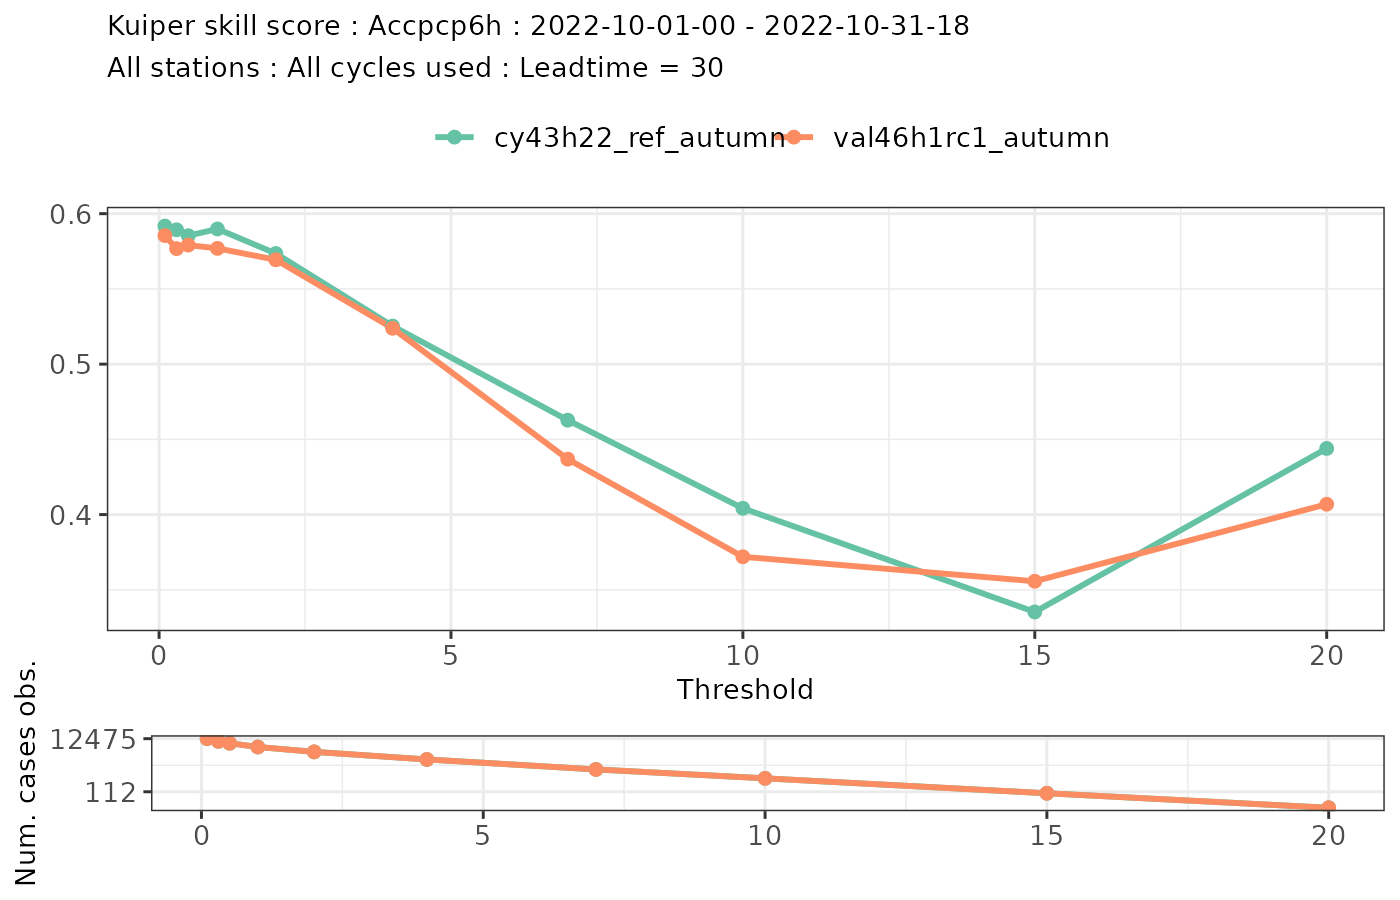 Kuiper skill score : Accpcp6h : 2022-10-01-00 - 2022-10-31-18
All stations : All cycles used : Leadtime = 30
cy43h22_ref_autumn val46h1rc1_autumn
0.6
0.5
0.4
0 5 10 15 20
Threshold
Num. cases obs.
12475
112
0 5 10 15 20